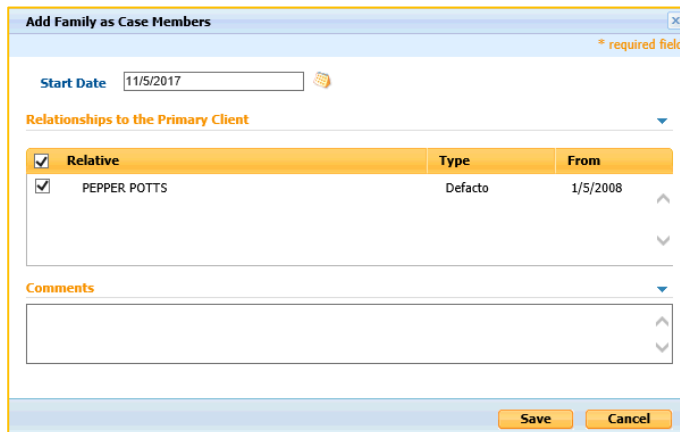 Add Family as Case Members
* required field
Start Date 11/5/2017
Relationships to the Primary Client
Relative Type From
PEPPER POTTS Defacto 1/5/2008
Comments
Save Cancel